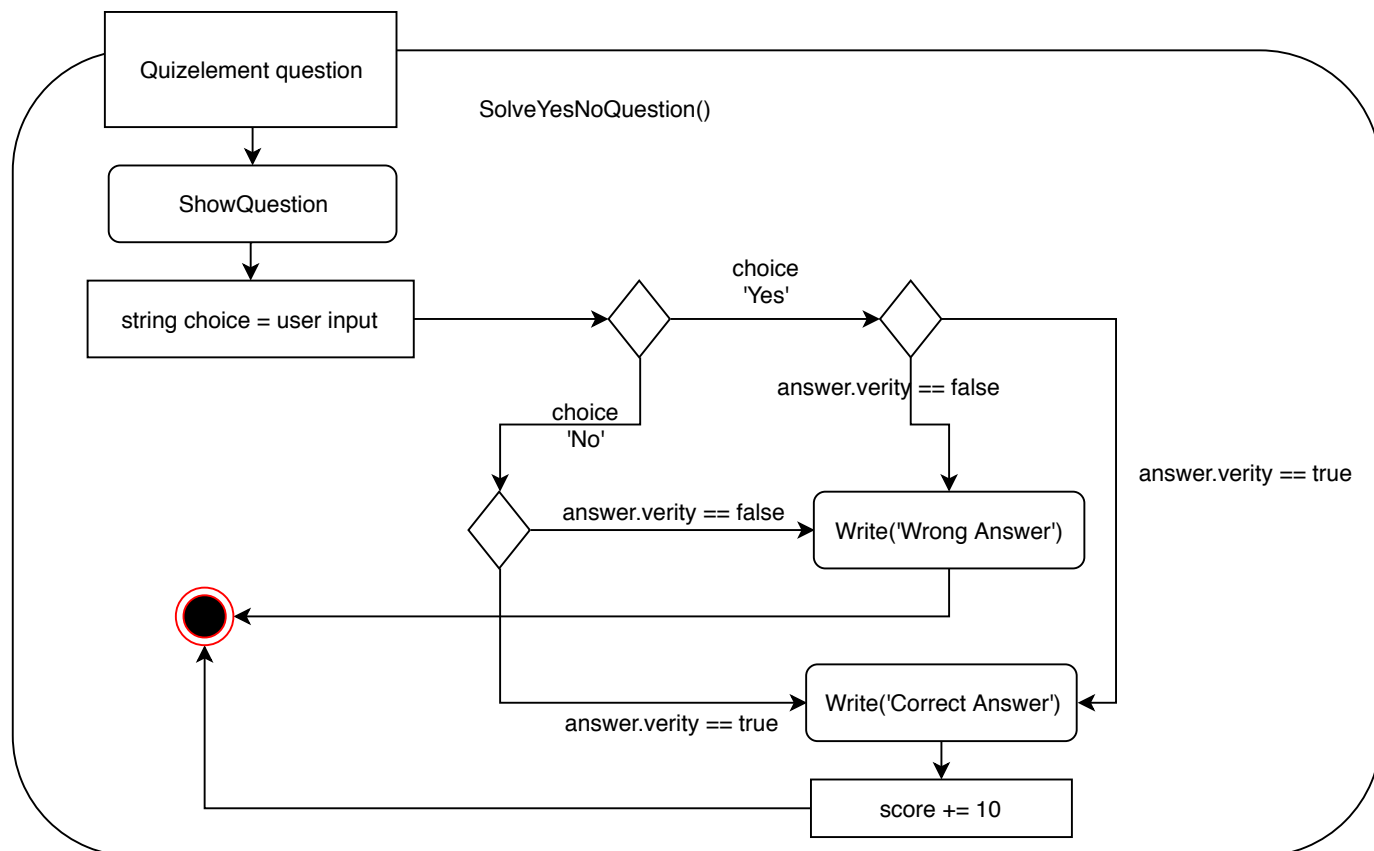 Quizelement question
SolveYesNoQuestion()
ShowQuestion
string choice = user input
choice
'Yes'
answer.verity == false
choice
'No'
answer.verity == true
answer.verity == false
Write('Wrong Answer')
Write('Correct Answer')
answer.verity == true
score += 10